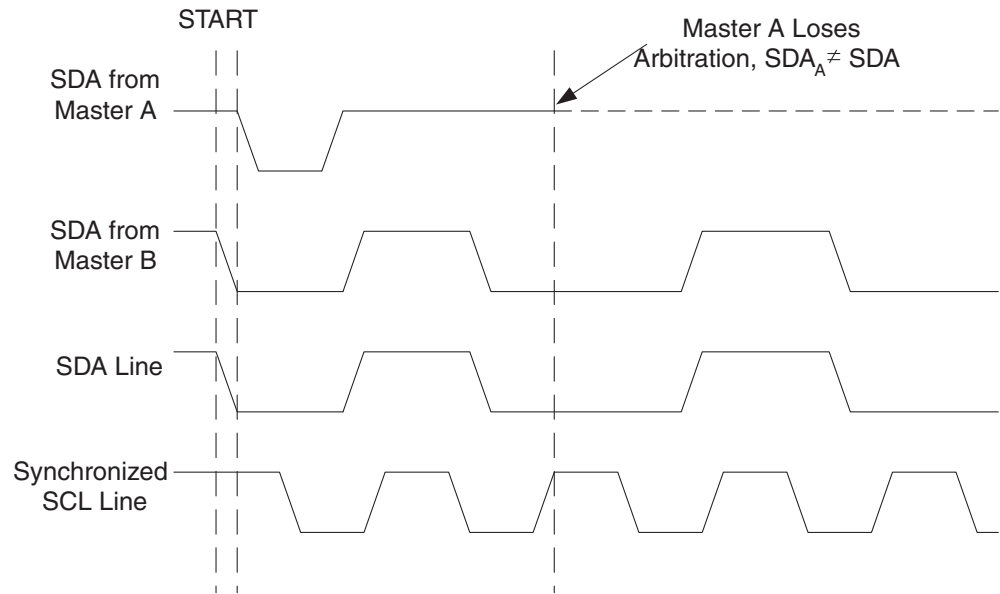 START
Master A Loses
Arbitration, SDA_A ≠ SDA
SDA from
Master A
SDA from
Master B
SDA Line
Synchronized
SCL Line